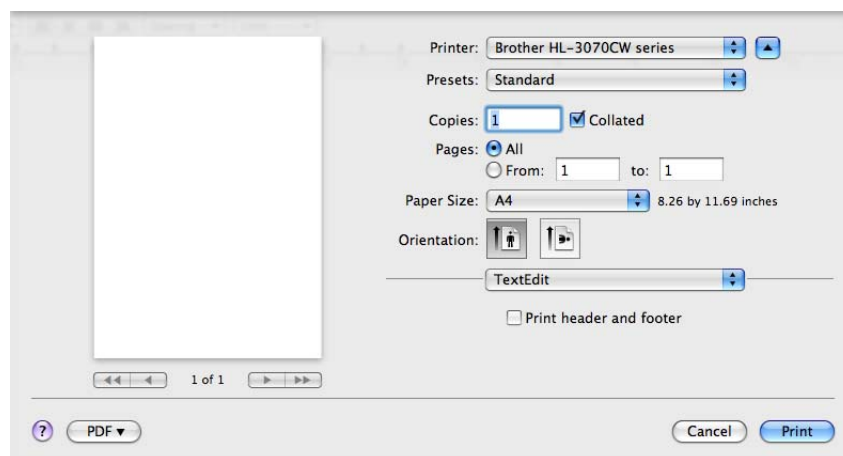 Printer: Brother HL-3070CW series
Presets: Standard
Copies: 1 Collated
Pages: All
From: 1 to: 1
Paper Size: A4 8.26 by 11.69 inches
Orientation:
TextEdit
Print header and footer
1 of 1
? PDF Cancel Print